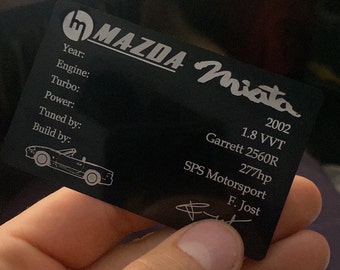 m MAZDA Miata
Year: 2002
Engine: 1.8 VVT
Turbo: Garrett 2560R
Power: 277hp
Tuned by: SPS Motorsport
Build by: F. Jost